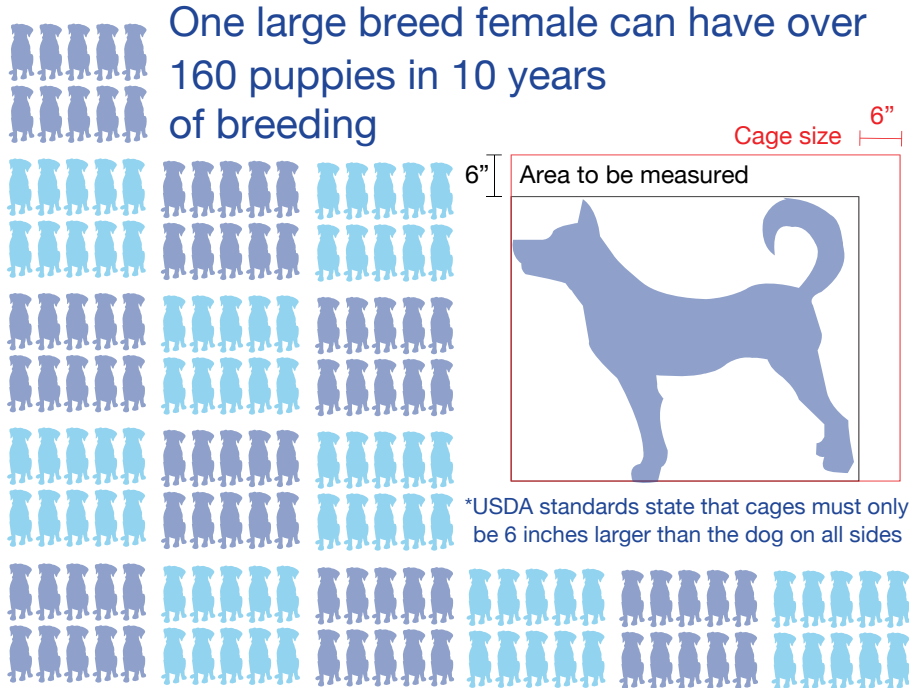 One large breed female can have over
160 puppies in 10 years
of breeding
6”
Cage size
6”
Area to be measured
*USDA standards state that cages must only
be 6 inches larger than the dog on all sides